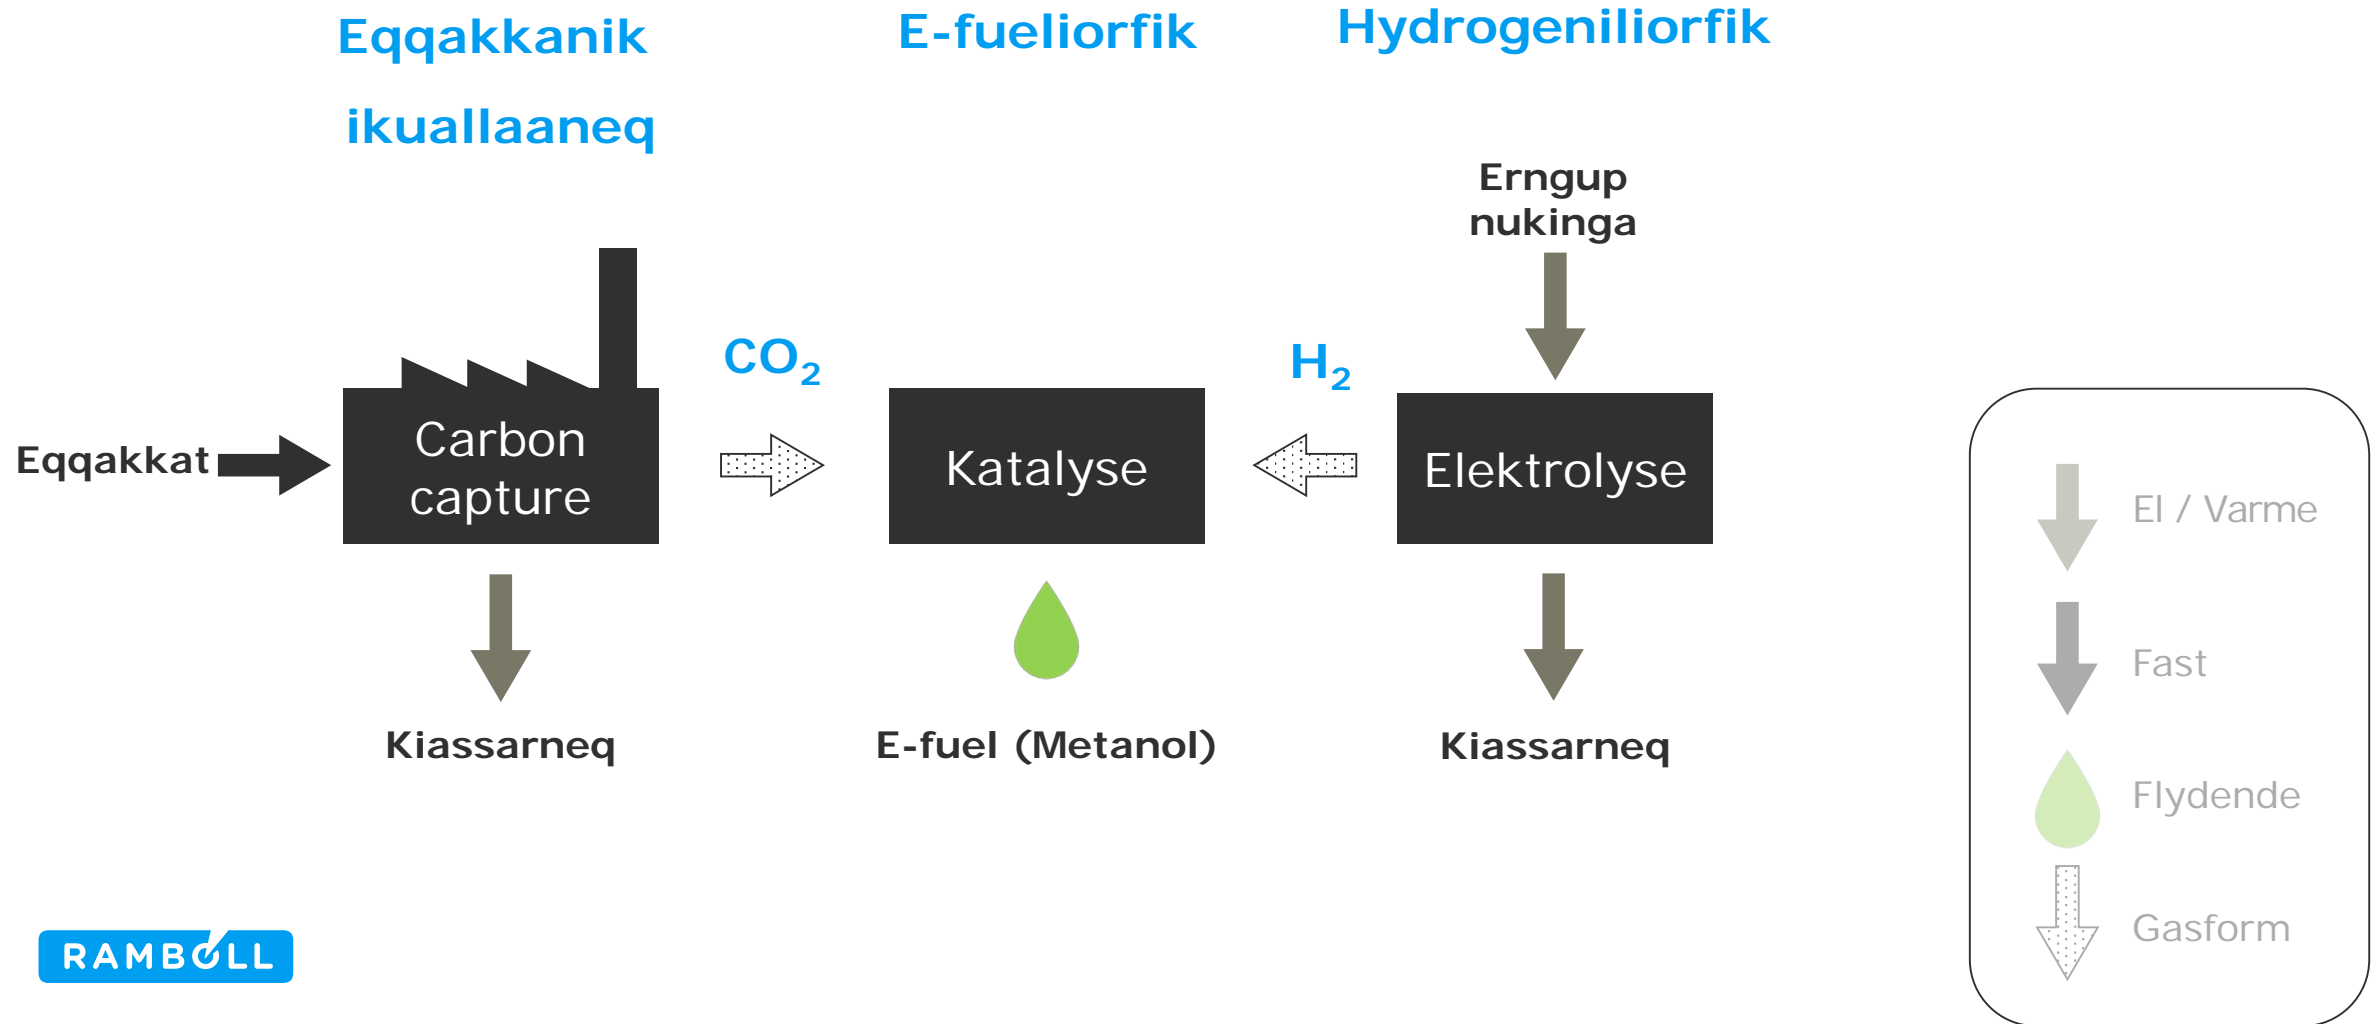 Eqqakkanik
ikuallaaneq
E-fueliorfik
Hydrogeniliorfik
Erngup
nukinga
CO₂
H₂
Eqqakkat
Carbon
capture
Katalyse
Elektrolyse
Kiassarneq
E-fuel (Metanol)
Kiassarneq
El / Varme
Fast
Flydende
Gasform
RAMBOLL